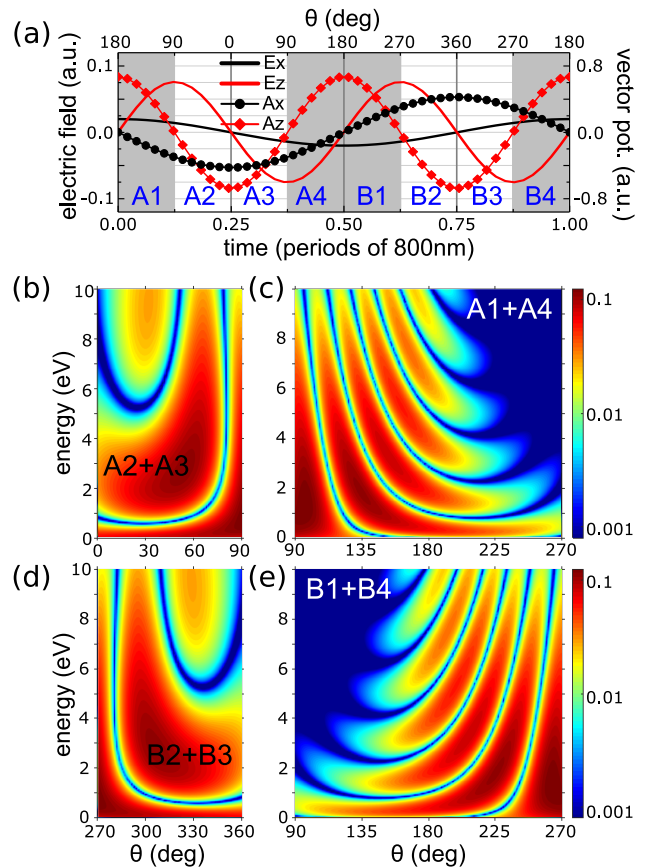 θ (deg)
(a) 180 90 0 90 180 270 360 270 180
electric field (a.u.)
0.1
0.0
-0.1
Ex
Ez
Ax
Az
0.8
0.0
-0.8
vector pot. (a.u.)
A1 A2 A3 A4 B1 B2 B3 B4
0.00 0.25 0.50 0.75 1.00
time (periods of 800nm)
(b) (c)
energy (eV)
10
8
6
4
2
0
A2+A3
A1+A4
0.1
0.01
0.001
0 30 60 90 90 135 180 225 270
(d) (e)
energy (eV)
10
8
6
4
2
0
B2+B3
B1+B4
0.1
0.01
0.001
270 300 330 360 90 135 180 225 270
θ (deg) θ (deg)